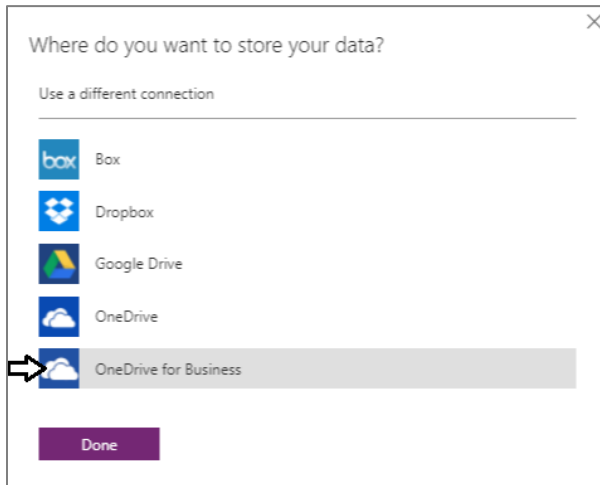 Where do you want to store your data?
Use a different connection
box Box
Dropbox
Google Drive
OneDrive
OneDrive for Business
Done